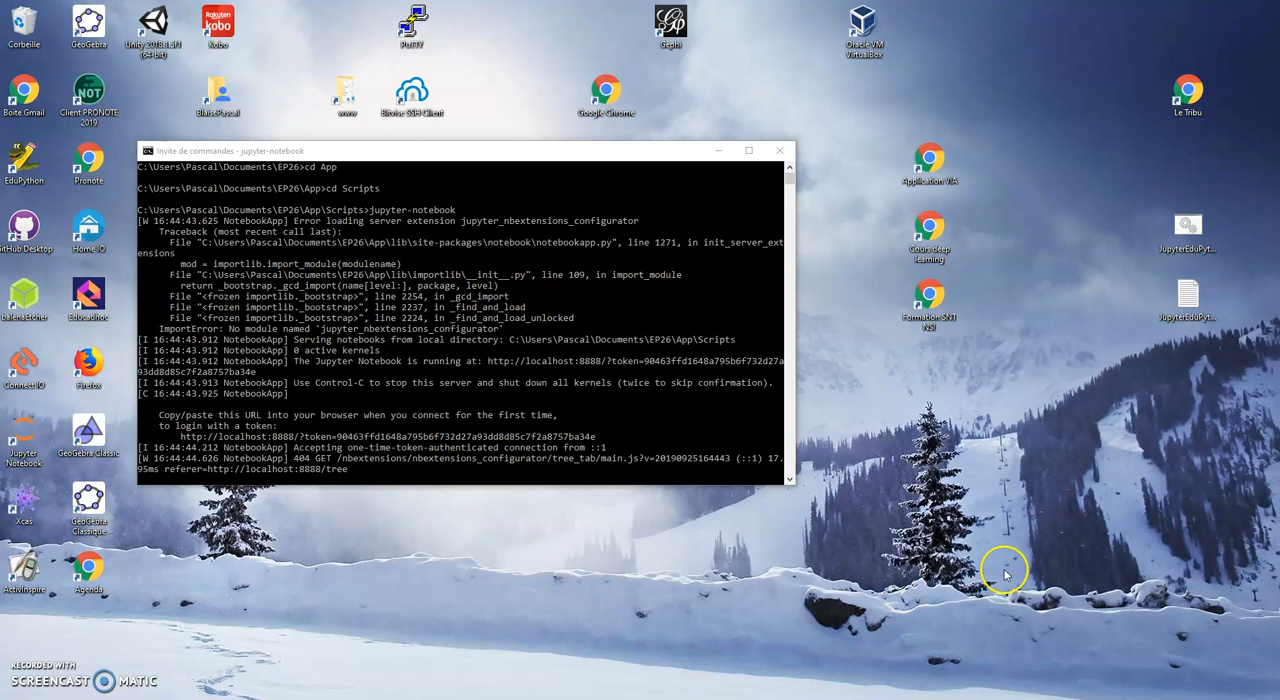 Corbeille
GeoGebra
Unity 2018.1.5f1
(64-bit)
Rakuten
kobo
Kobo
PuTTY
Gephi
Oracle VM
VirtualBox
Boite Gmail
NOT
Client PRONOTE
2019
BlaisePascal
www
Bitvise SSH Client
Google Chrome
Le Tribu
EduPython
Pronote
Application VIA
GitHub Desktop
Home IO
Cours deep
learning
JupyterEduPyt...
balenaEtcher
Educadhoc
Formation SNT
NSI
JupyterEduPyt...
Connect IO
Firefox
Jupyter
Notebook
GeoGebra Classic
Xcas
GeoGebra
Classique
ActivInspire
Agenda
Invite de commandes - jupyter-notebook
C:\Users\Pascal\Documents\EP26>cd App
C:\Users\Pascal\Documents\EP26\App>cd Scripts
C:\Users\Pascal\Documents\EP26\App\Scripts>jupyter-notebook
[W 16:44:43.625 NotebookApp] Error loading server extension jupyter_nbextensions_configurator
Traceback (most recent call last):
File "C:\Users\Pascal\Documents\EP26\App\lib\site-packages\notebook\notebookapp.py", line 1271, in init_server_ext
ensions
mod = importlib.import_module(modulename)
File "C:\Users\Pascal\Documents\EP26\App\lib\importlib\__init__.py", line 109, in import_module
return _bootstrap._gcd_import(name[level:], package, level)
File "<frozen importlib._bootstrap>", line 2254, in _gcd_import
File "<frozen importlib._bootstrap>", line 2237, in _find_and_load
File "<frozen importlib._bootstrap>", line 2224, in _find_and_load_unlocked
ImportError: No module named 'jupyter_nbextensions_configurator'
[I 16:44:43.912 NotebookApp] Serving notebooks from local directory: C:\Users\Pascal\Documents\EP26\App\Scripts
[I 16:44:43.912 NotebookApp] 0 active kernels
[I 16:44:43.912 NotebookApp] The Jupyter Notebook is running at: http://localhost:8888/?token=90463ffd1648a795b6f732d27a
93dd8d85c7f2a8757ba34e
[I 16:44:43.913 NotebookApp] Use Control-C to stop this server and shut down all kernels (twice to skip confirmation).
[C 16:44:43.925 NotebookApp]
Copy/paste this URL into your browser when you connect for the first time,
to login with a token:
http://localhost:8888/?token=90463ffd1648a795b6f732d27a93dd8d85c7f2a8757ba34e
[I 16:44:44.212 NotebookApp] Accepting one-time-token-authenticated connection from ::1
[W 16:44:44.626 NotebookApp] 404 GET /nbextensions/nbextensions_configurator/tree_tab/main.js?v=20190925164443 (::1) 17.
95ms referer=http://localhost:8888/tree
RECORDED WITH
SCREENCAST MATIC